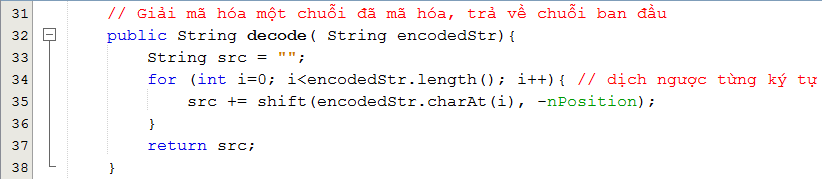 31 // Giải mã hóa một chuỗi đã mã hóa, trả về chuỗi ban đầu
32 public String decode( String encodedStr){
33 String src = "";
34 for (int i=0; i<encodedStr.length(); i++){ // dịch ngược từng ký tự
35 src += shift(encodedStr.charAt(i), -nPosition);
36 }
37 return src;
38 }